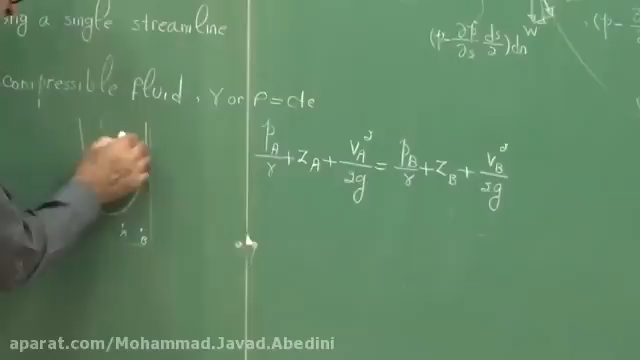 ing a single streamline
compressible fluid, γ or ρ = cte
(p - ∂p/∂s ds/2) dn
W
(p -
p_A/γ + z_A + v_A²/2g = p_B/γ + z_B + v_B²/2g
A B
aparat.com/Mohammad.Javad.Abedini